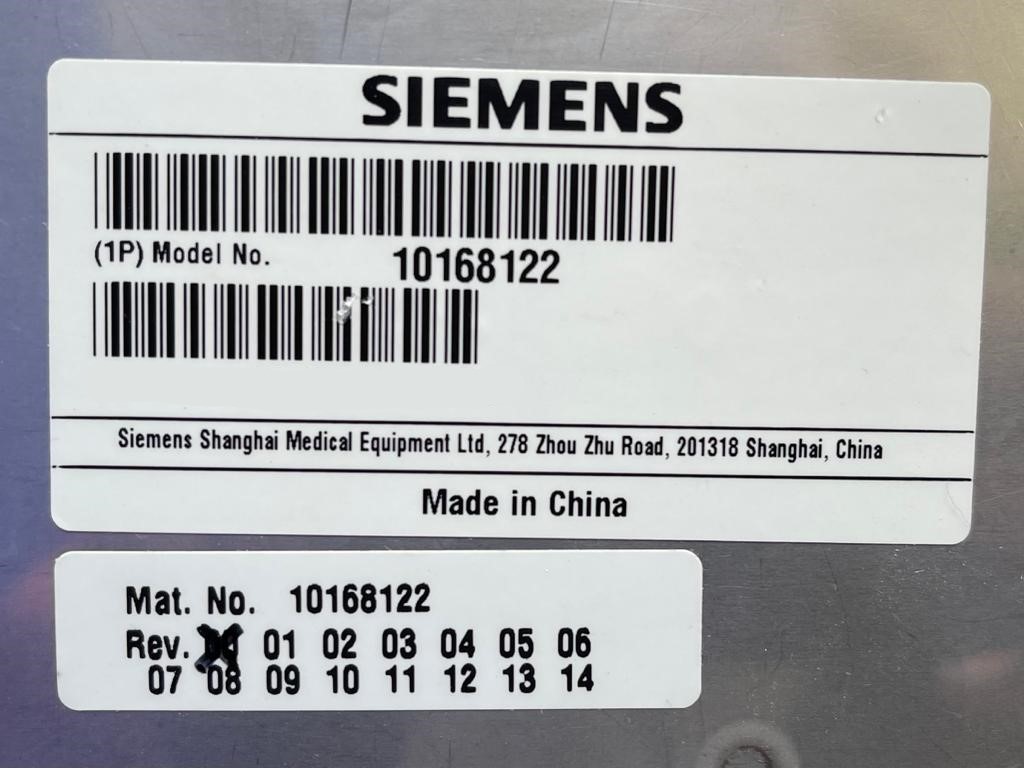 SIEMENS
(1P) Model No. 10168122
Siemens Shanghai Medical Equipment Ltd, 278 Zhou Zhu Road, 201318 Shanghai, China
Made in China
Mat. No. 10168122
Rev. 01 02 03 04 05 06
07 08 09 10 11 12 13 14